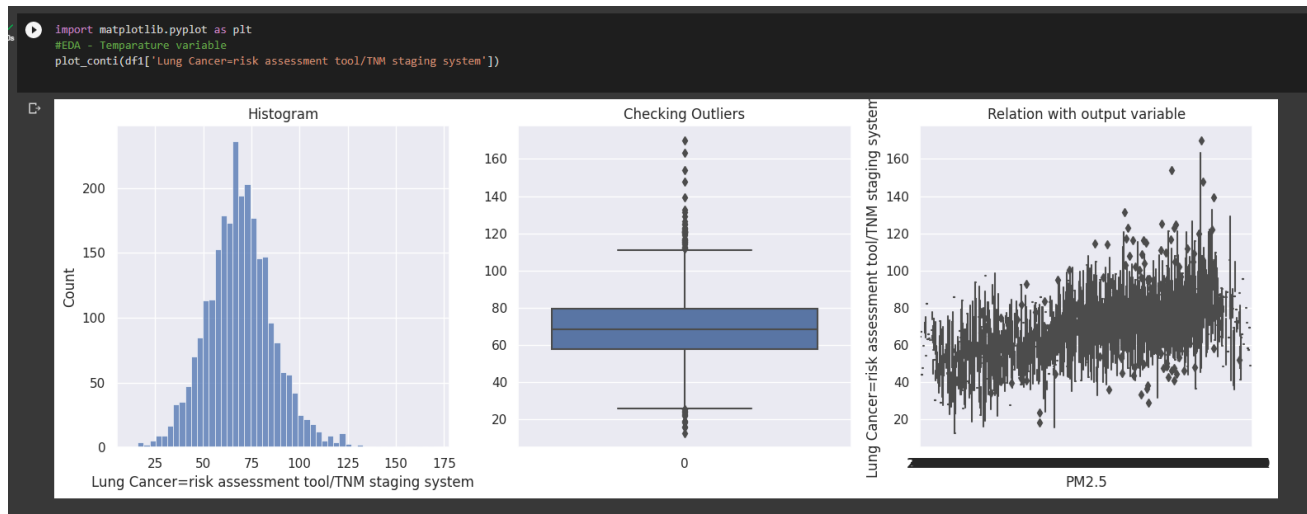 import matplotlib.pyplot as plt
#EDA - Temparature variable
plot_conti(df1['Lung Cancer=risk assessment tool/TNM staging system'])
Histogram
Count
200
150
100
50
0
25 50 75 100 125 150 175
Lung Cancer=risk assessment tool/TNM staging system
Checking Outliers
160
140
120
100
80
60
40
20
0
Relation with output variable
Lung Cancer=risk assessment tool/TNM staging system
160
140
120
100
80
60
40
20
PM2.5